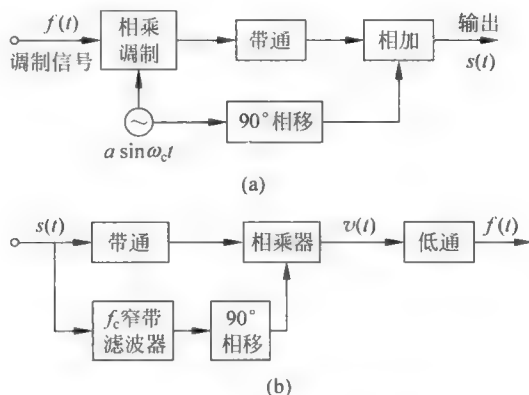 f(t)
调制信号
相乘
调制
带通
相加
输出
s(t)
~
a sinω_ct
90°相移
(a)
s(t)
带通
相乘器
v(t)
低通
f(t)
f_c窄带
滤波器
90°
相移
(b)